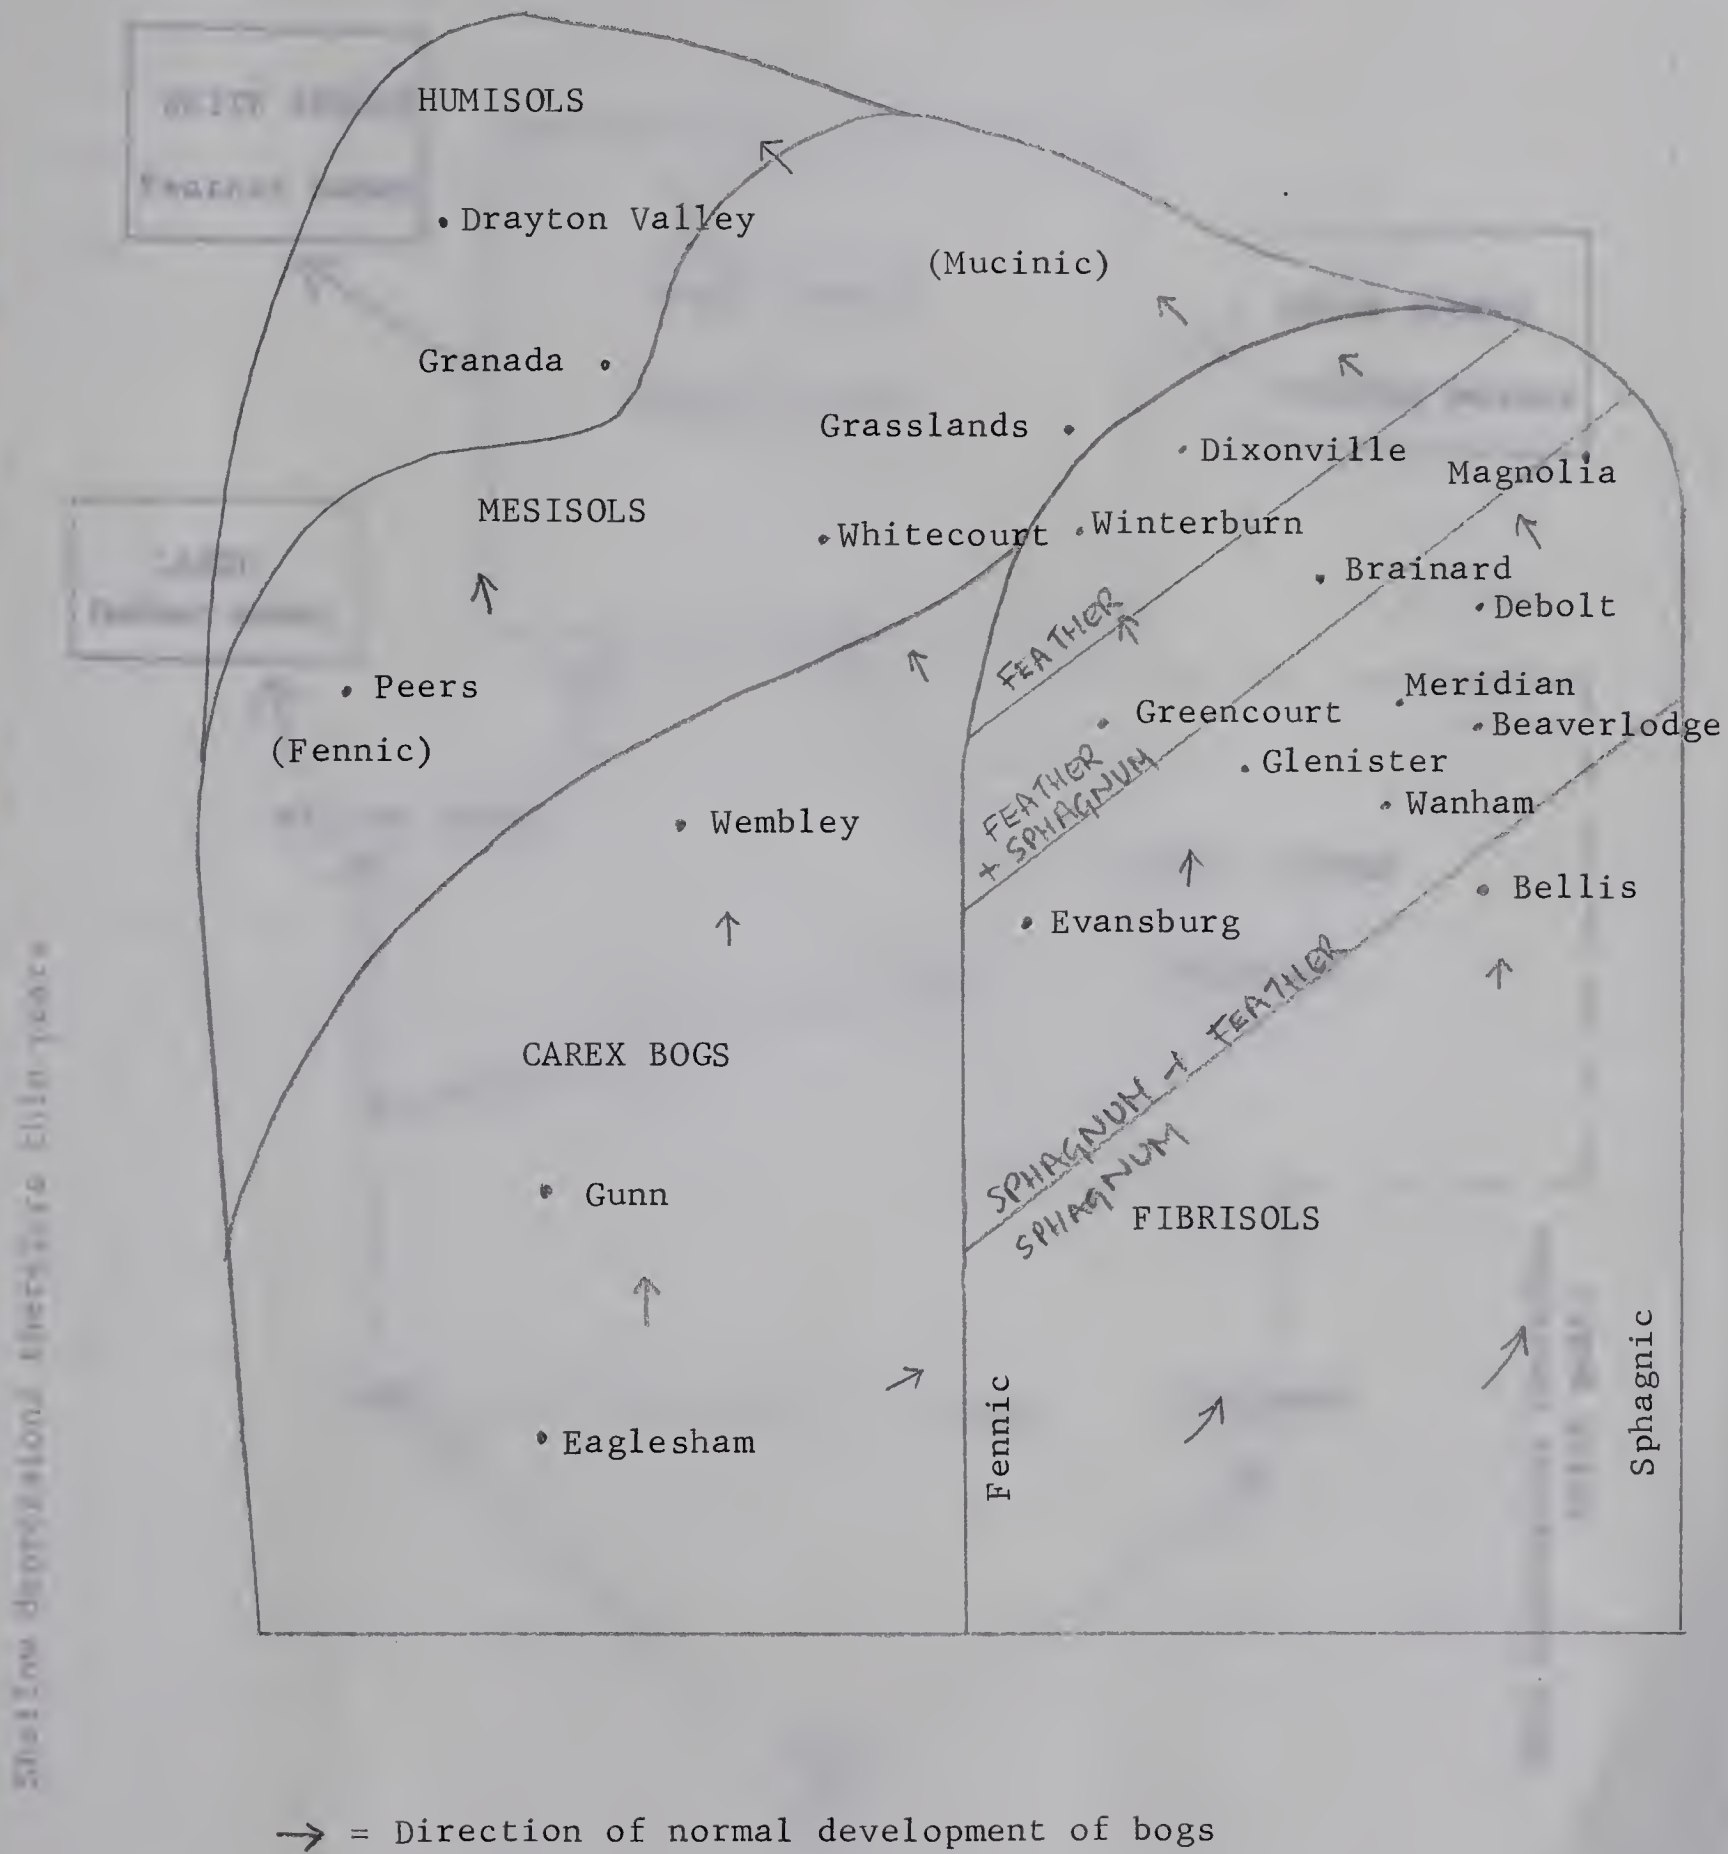 HUMISOLS
Drayton Valley
(Mucinic)
Granada
Grasslands
Dixonville
Magnolia
MESISOLS
Whitecourt
Winterburn
Brainard
Debolt
FEATHER
Peers
Meridian
Greencourt
Beaverlodge
(Fennic)
FEATHER
+ SPHAGNUM
Glenister
Wembley
Wanham
Bellis
Evansburg
CAREX BOGS
SPHAGNUM + FEATHER
SPHAGNUM
Gunn
FIBRISOLS
Fennic
Sphagnic
Eaglesham
→ = Direction of normal development of bogs